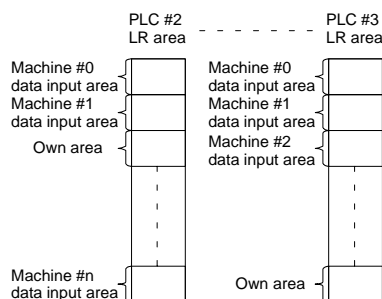 PLC #2
LR area
Machine #0
data input area
Machine #1
data input area
Own area
Machine #n
data input area
PLC #3
LR area
Machine #0
data input area
Machine #1
data input area
Machine #2
data input area
Own area